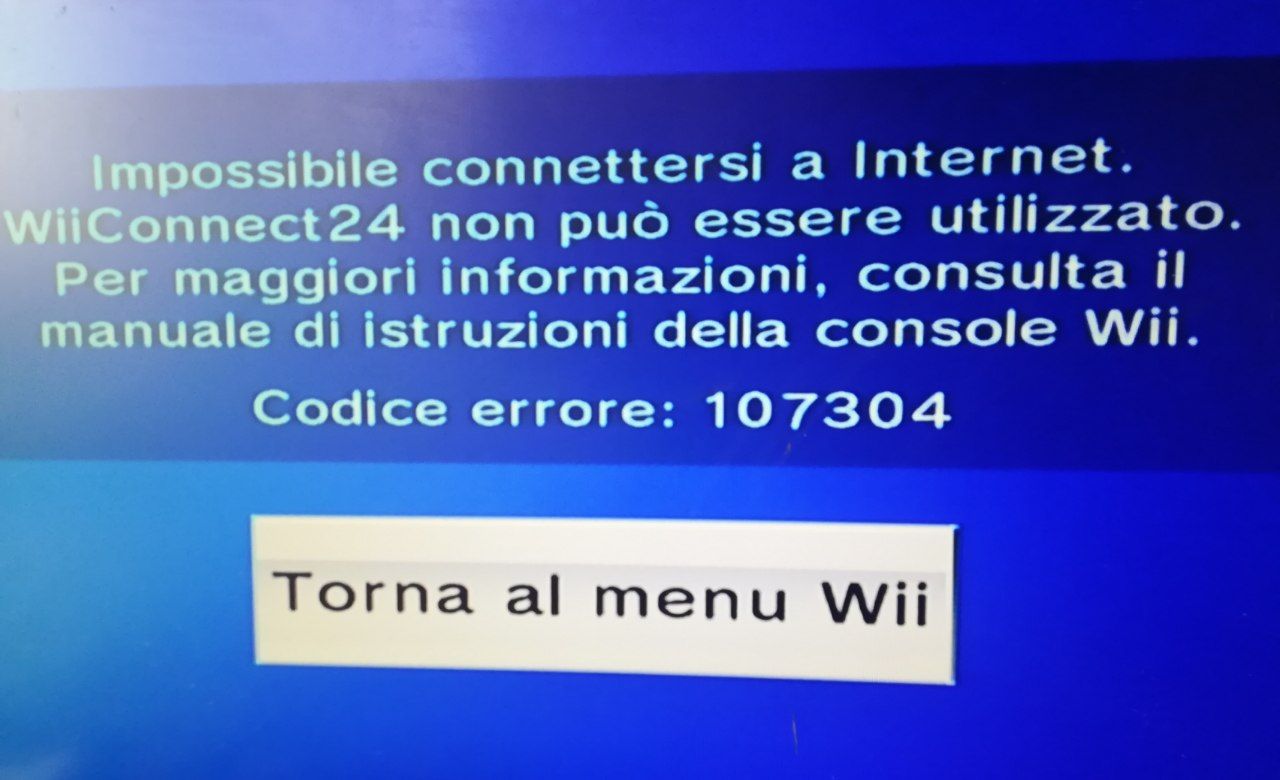 Impossibile connettersi a Internet.
WiiConnect24 non può essere utilizzato.
Per maggiori informazioni, consulta il
manuale di istruzioni della console Wii.
Codice errore: 107304
Torna al menu Wii